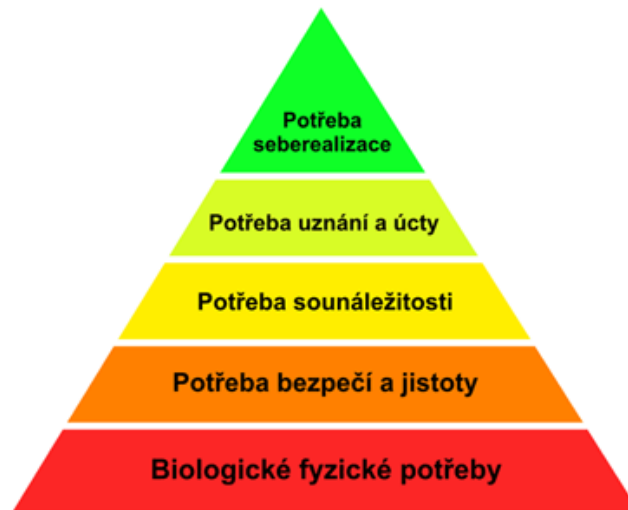 Potřeba
seberealizace
Potřeba uznání a úcty
Potřeba sounáležitosti
Potřeba bezpečí a jistoty
Biologické fyzické potřeby